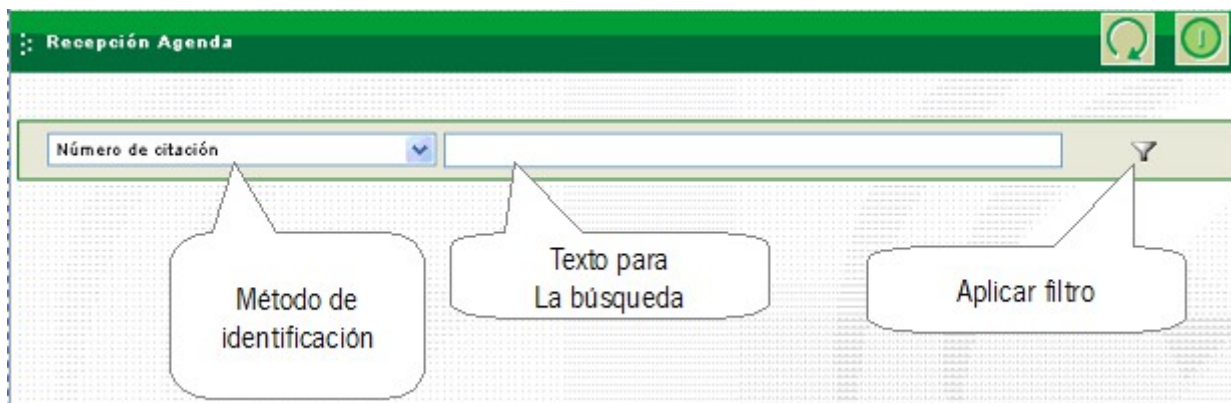 Recepción Agenda
Número de citación
Método de
identificación
Texto para
La búsqueda
Aplicar filtro